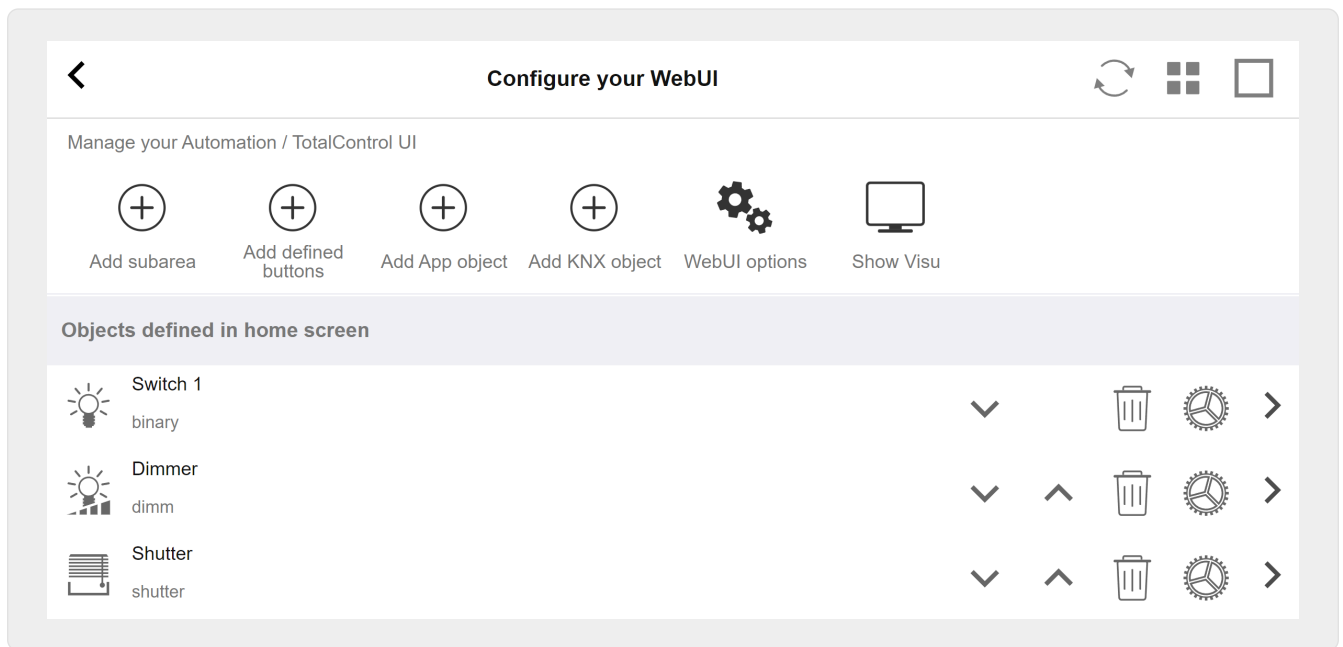 Configure your WebUI
Manage your Automation / TotalControl UI
Add subarea
Add defined
buttons
Add App object
Add KNX object
WebUI options
Show Visu
Objects defined in home screen
Switch 1
binary
Dimmer
dimm
Shutter
shutter